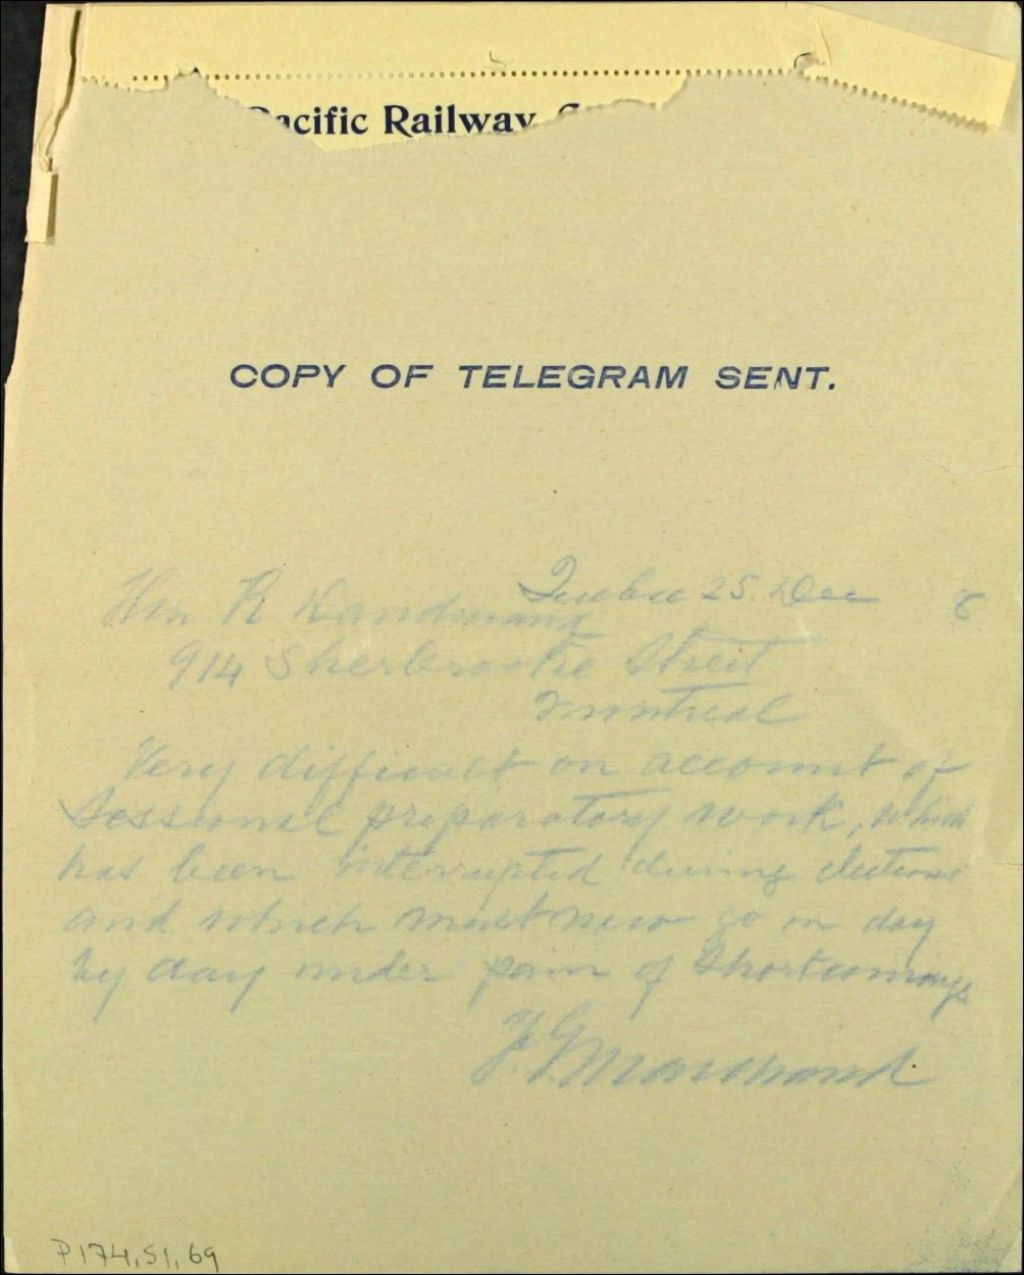 Pacific Railway
COPY OF TELEGRAM SENT.
Quebec 25. Dec 8
Hon R Dandurand
914 Sherbrooke Street
Montreal
Very difficult on account of
Sessional preparatory work, which
has been interrupted during elections
and which must now go on day
by day under pain of Shortcomings
F. G. Marchand
P174,S1,69